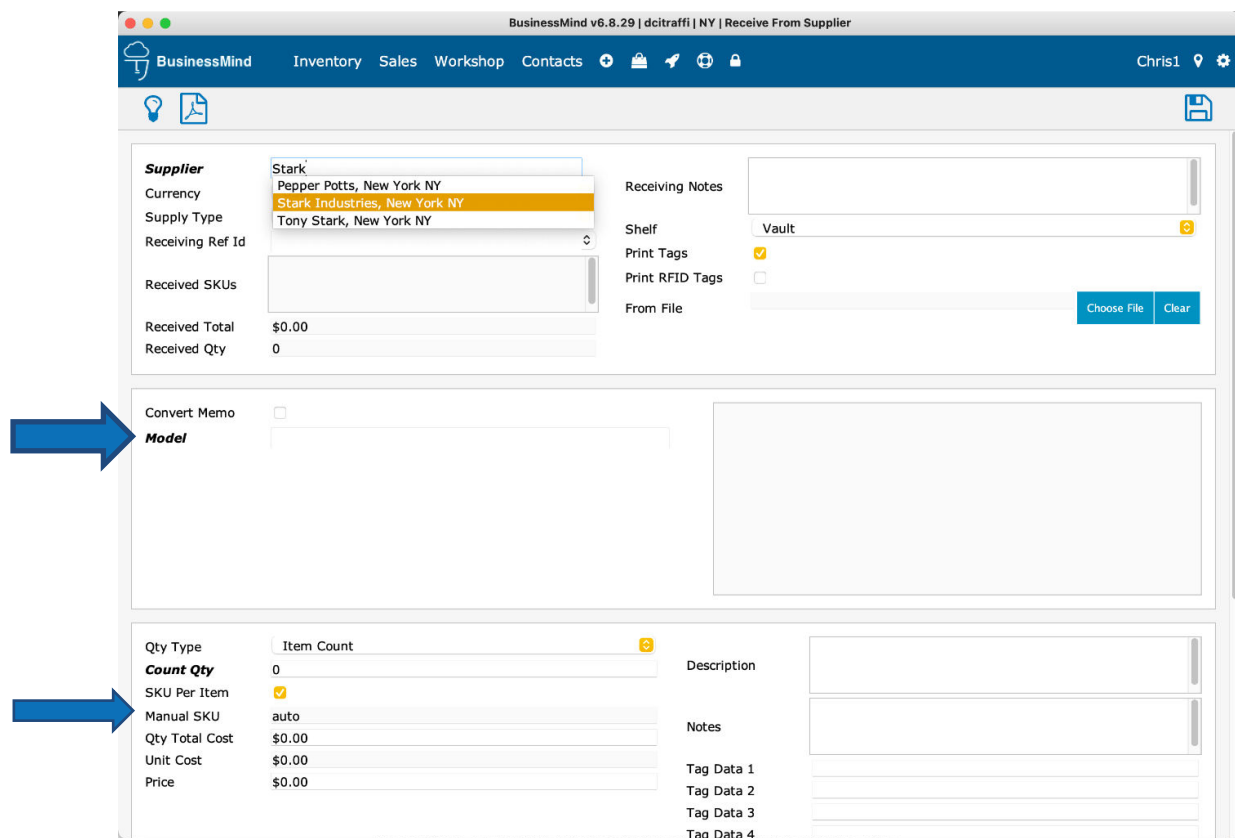 BusinessMind v6.8.29 | dcitraffi | NY | Receive From Supplier
BusinessMind Inventory Sales Workshop Contacts Chris1
Supplier Stark
Pepper Potts, New York NY
Stark Industries, New York NY
Tony Stark, New York NY
Currency
Supply Type
Receiving Ref Id
Received SKUs
Received Total $0.00
Received Qty 0
Receiving Notes
Shelf Vault
Print Tags
Print RFID Tags
From File Choose File Clear
Convert Memo
Model
Qty Type Item Count
Count Qty 0
SKU Per Item
Manual SKU auto
Qty Total Cost $0.00
Unit Cost $0.00
Price $0.00
Description
Notes
Tag Data 1
Tag Data 2
Tag Data 3
Tag Data 4